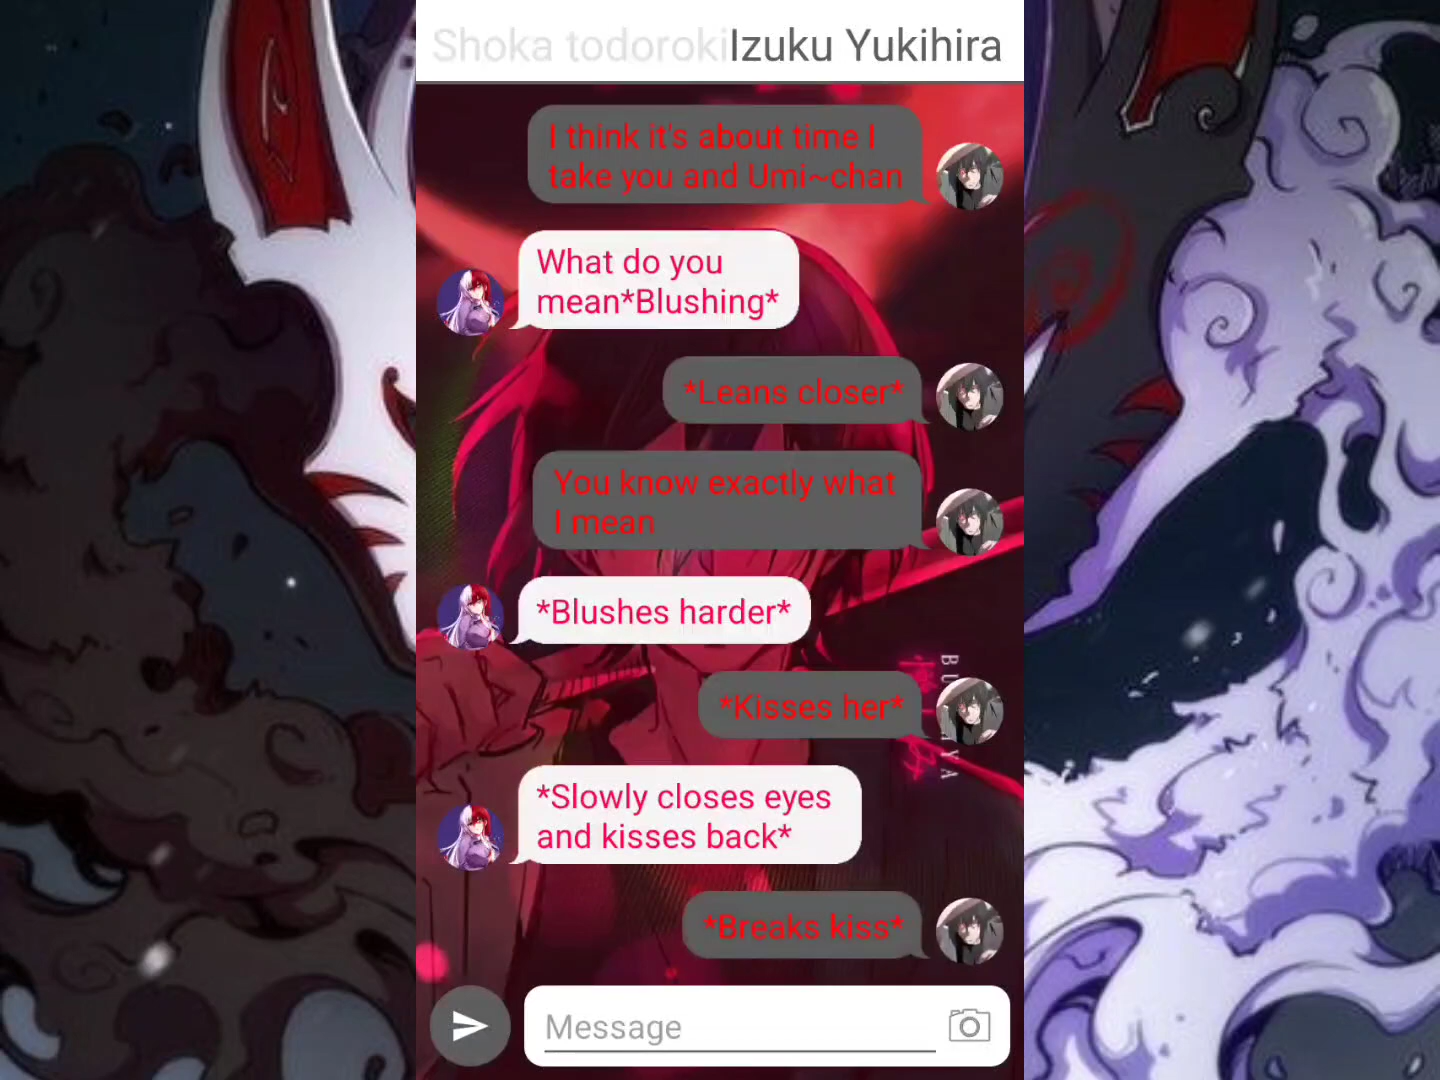 Shoka todoroki Izuku Yukihira
I think it's about time I
take you and Umi~chan
What do you
mean*Blushing*
*Leans closer*
You know exactly what
I mean
*Blushes harder*
*Kisses her*
*Slowly closes eyes
and kisses back*
*Breaks kiss*
Message